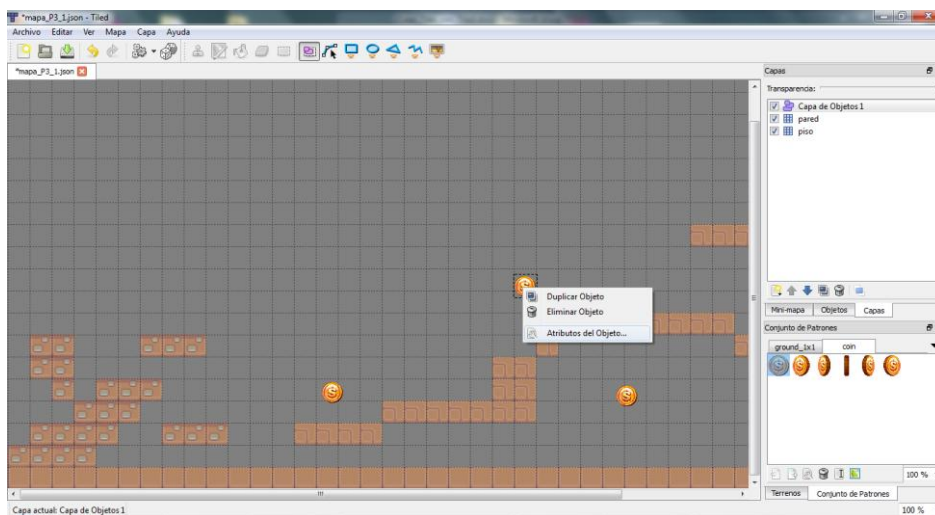 *mapa_P3_1.json - Tiled
Archivo Editar Ver Mapa Capa Ayuda
*mapa_P3_1.json
Capas
Transparencia:
Capa de Objetos 1
pared
piso
Duplicar Objeto
Eliminar Objeto
Atributos del Objeto...
Mini-mapa Objetos Capas
Conjunto de Patrones
ground_1x1 coin
100 %
Terrenos Conjunto de Patrones
Capa actual: Capa de Objetos 1
100 %